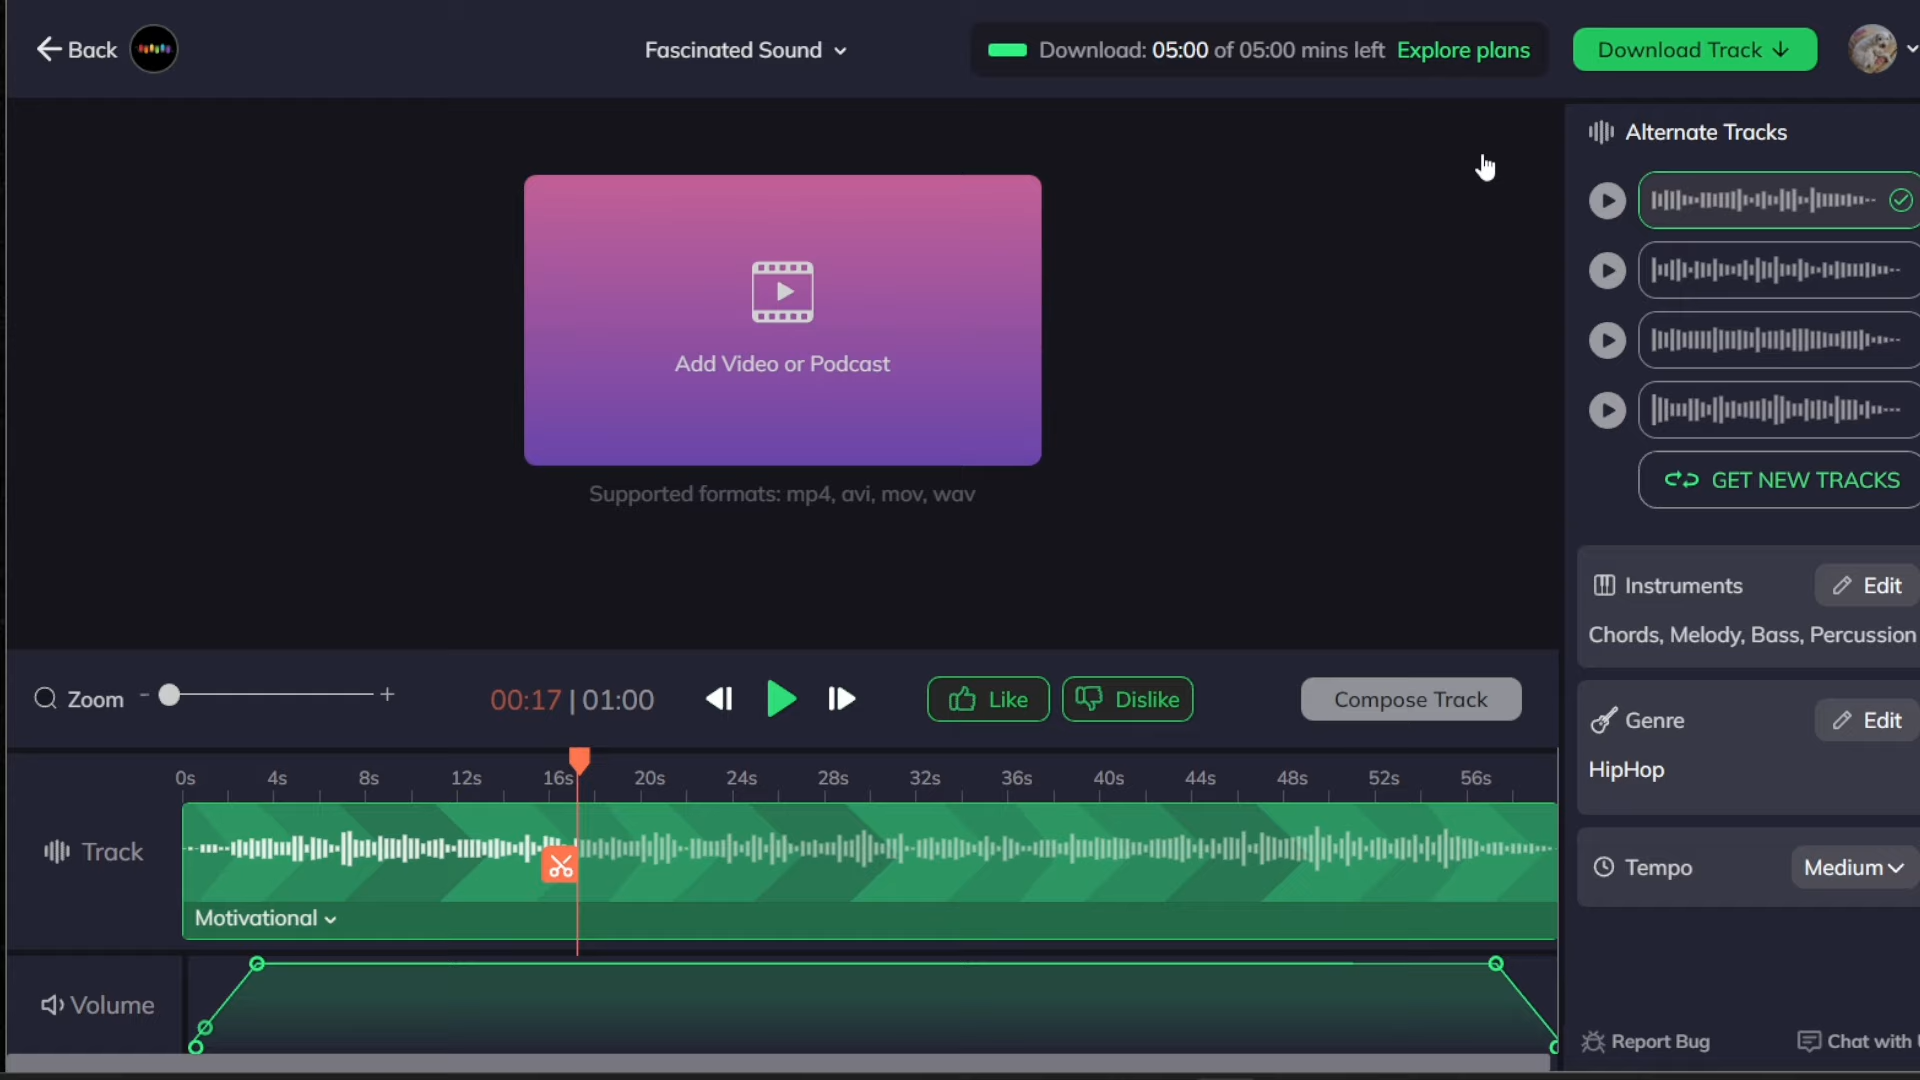 Back
Fascinated Sound
Download: 05:00 of 05:00 mins left Explore plans
Download Track
Alternate Tracks
Add Video or Podcast
Supported formats: mp4, avi, mov, wav
GET NEW TRACKS
Instruments
Edit
Chords, Melody, Bass, Percussion
Zoom - +
00:17 | 01:00
Like
Dislike
Compose Track
Genre
Edit
HipHop
0s 4s 8s 12s 16s 20s 24s 28s 32s 36s 40s 44s 48s 52s 56s
Track
Motivational
Tempo
Medium
Volume
Report Bug
Chat with